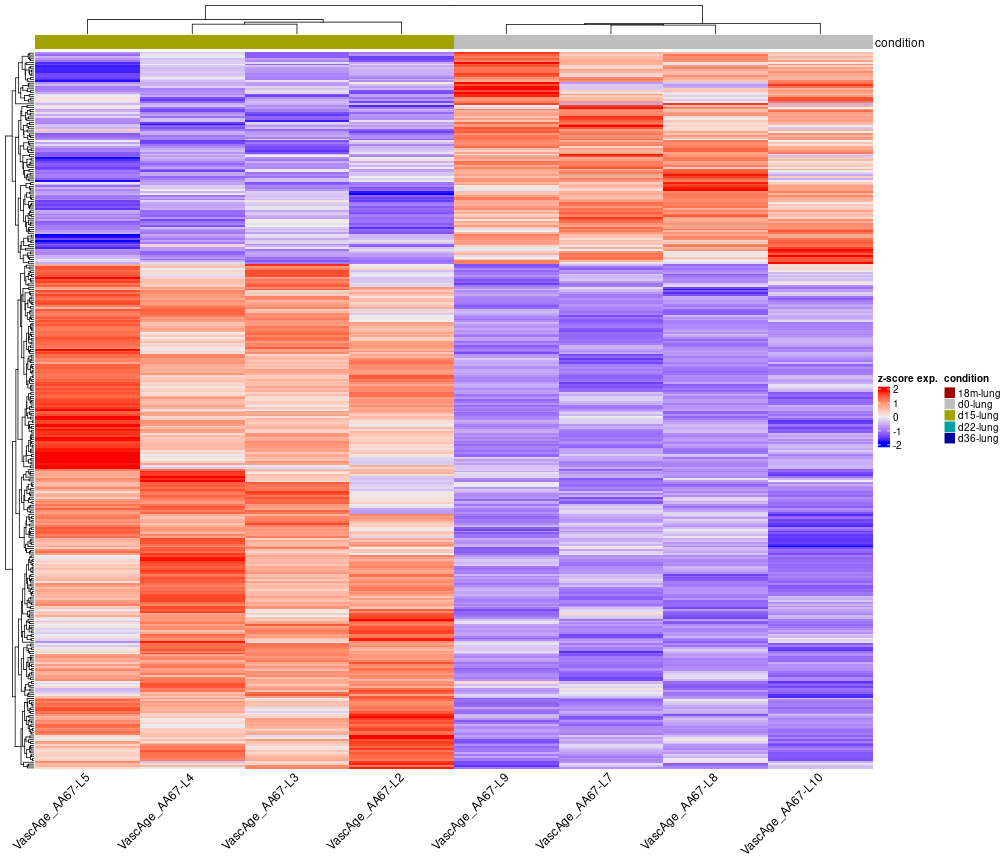 condition
z-score exp.
2
1
0
-1
-2
condition
18m-lung
d0-lung
d15-lung
d22-lung
d36-lung
VascAge_AA67-L5
VascAge_AA67-L4
VascAge_AA67-L3
VascAge_AA67-L2
VascAge_AA67-L9
VascAge_AA67-L7
VascAge_AA67-L8
VascAge_AA67-L10